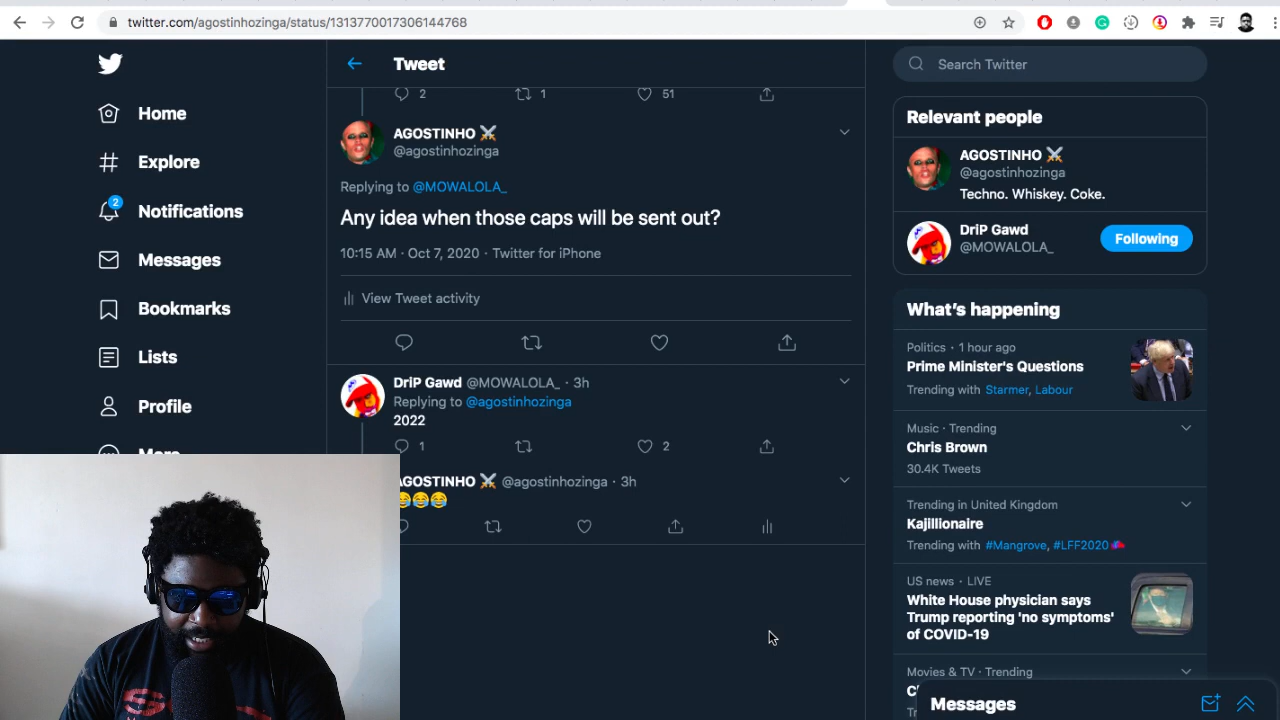 twitter.com/agostinhozinga/status/1313770017306144768
Home
Explore
2
Notifications
Messages
Bookmarks
Lists
Profile
More
Tweet
2 1 51
AGOSTINHO ⚔️
@agostinhozinga
Replying to @MOWALOLA_
Any idea when those caps will be sent out?
10:15 AM · Oct 7, 2020 · Twitter for iPhone
View Tweet activity
DriP Gawd @MOWALOLA_ · 3h
Replying to @agostinhozinga
2022
1 2
AGOSTINHO ⚔️ @agostinhozinga · 3h
😂😂😂
Search Twitter
Relevant people
AGOSTINHO ⚔️
@agostinhozinga
Techno. Whiskey. Coke.
DriP Gawd
@MOWALOLA_
Following
What's happening
Politics · 1 hour ago
Prime Minister's Questions
Trending with Starmer, Labour
Music · Trending
Chris Brown
30.4K Tweets
Trending in United Kingdom
Kajillionaire
Trending with #Mangrove, #LFF2020
US news · LIVE
White House physician says
Trump reporting 'no symptoms'
of COVID-19
Movies & TV · Trending
Messages